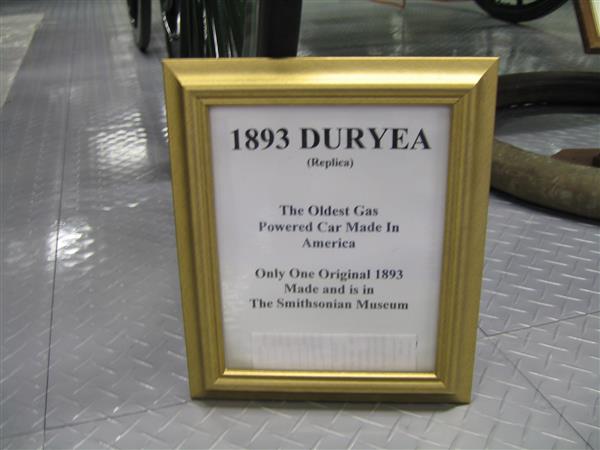 1893 DURYEA
(Replica)
The Oldest Gas
Powered Car Made In
America
Only One Original 1893
Made and is in
The Smithsonian Museum